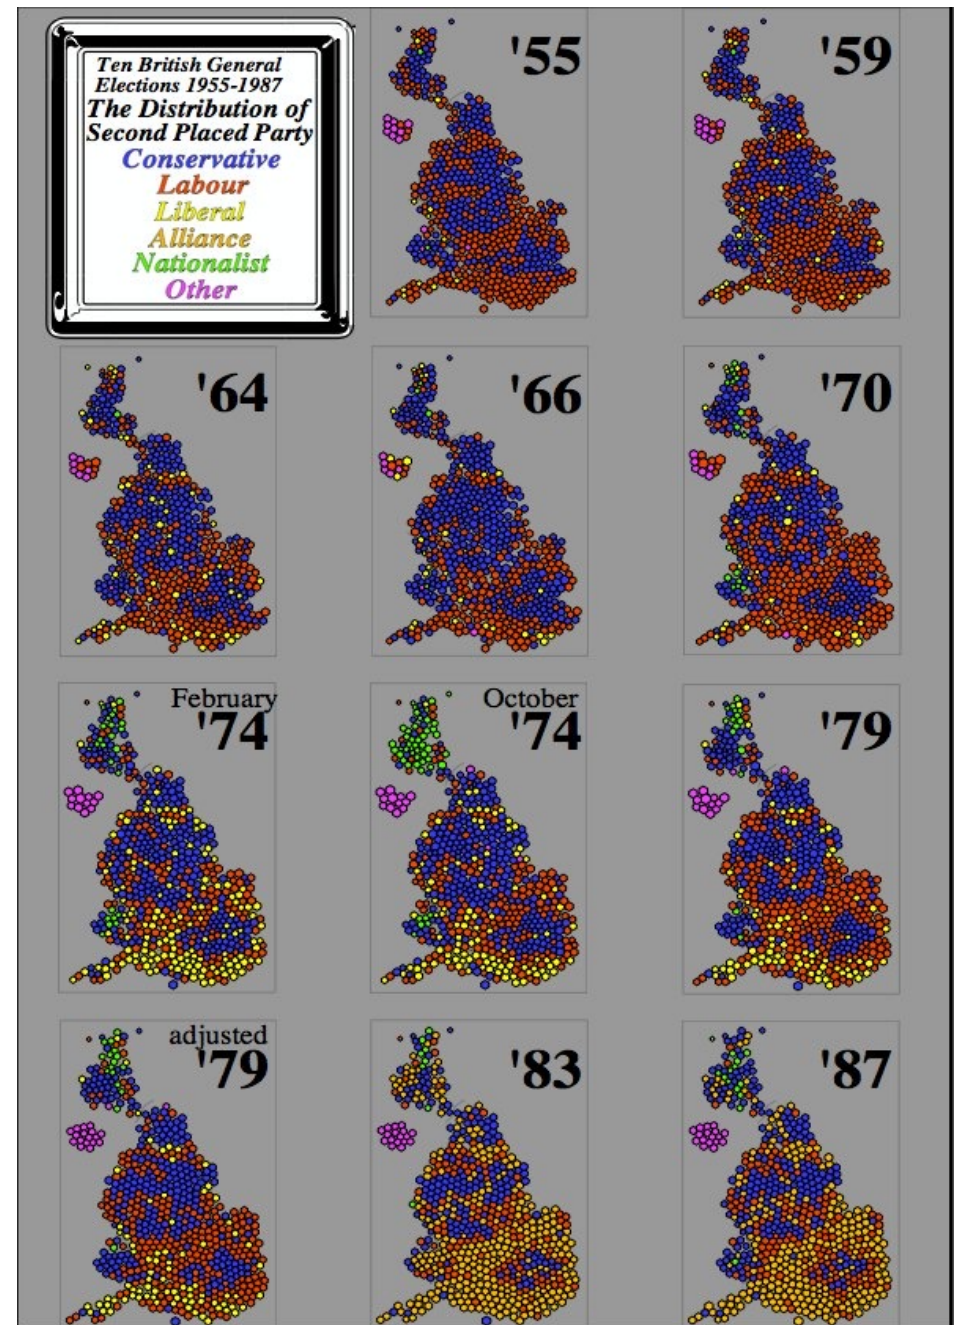 Ten British General
Elections 1955-1987
The Distribution of
Second Placed Party
Conservative
Labour
Liberal
Alliance
Nationalist
Other
'55
'59
'64
'66
'70
February
'74
October
'74
'79
adjusted
'79
'83
'87